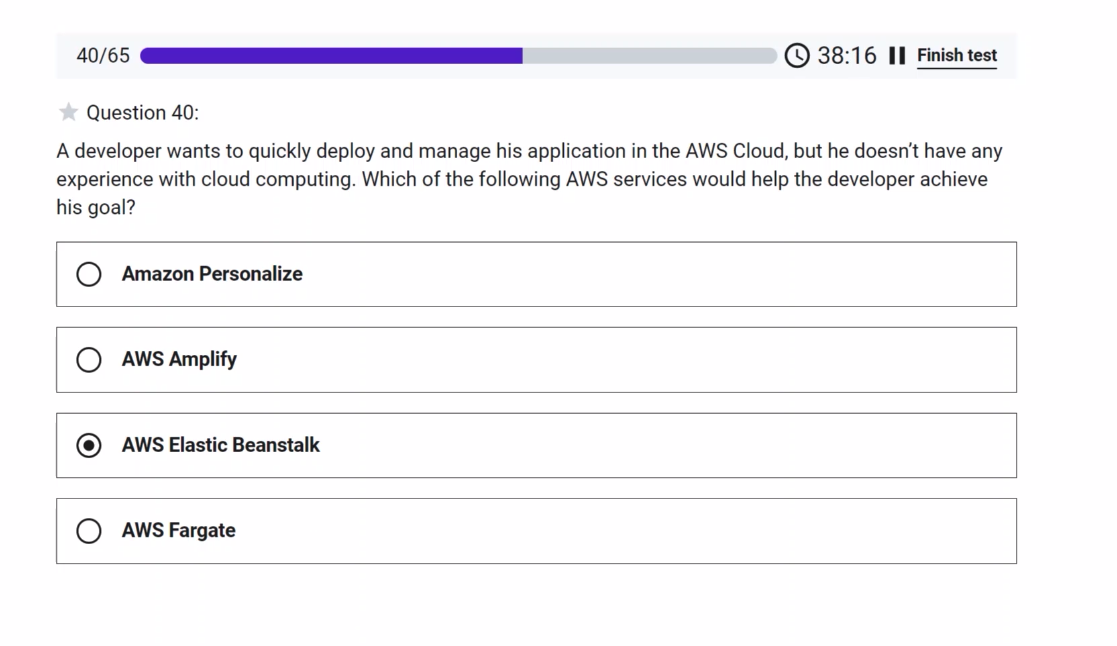 40/65 38:16 Finish test
Question 40:
A developer wants to quickly deploy and manage his application in the AWS Cloud, but he doesn’t have any
experience with cloud computing. Which of the following AWS services would help the developer achieve
his goal?
Amazon Personalize
AWS Amplify
AWS Elastic Beanstalk
AWS Fargate